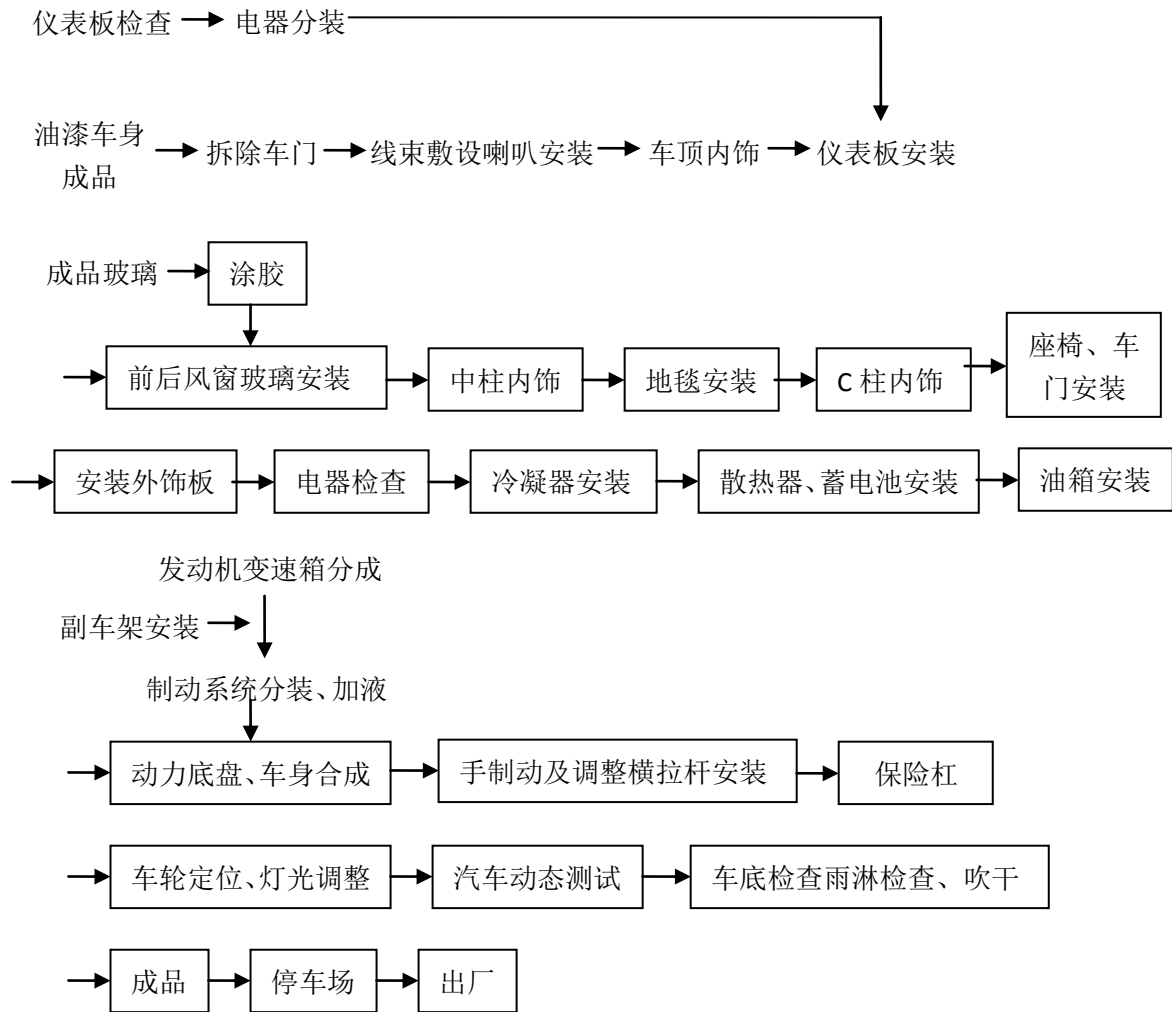 仪表板检查 电器分装
油漆车身
成品
拆除车门 线束敷设喇叭安装 车顶内饰 仪表板安装
成品玻璃 涂胶
前后风窗玻璃安装 中柱内饰 地毯安装 C柱内饰 座椅、车
门安装
安装外饰板 电器检查 冷凝器安装 散热器、蓄电池安装 油箱安装
发动机变速箱分成
副车架安装
制动系统分装、加液
动力底盘、车身合成 手制动及调整横拉杆安装 保险杠
车轮定位、灯光调整 汽车动态测试 车底检查雨淋检查、吹干
成品 停车场 出厂